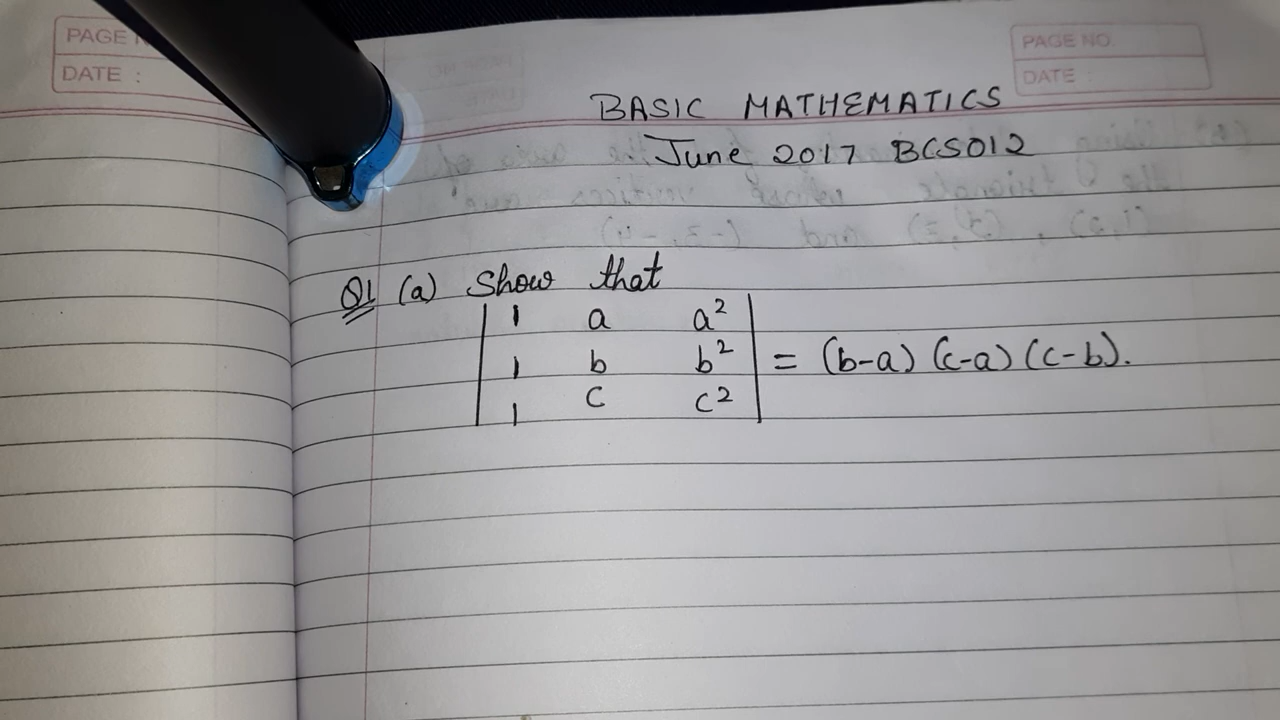 PAGE
DATE :
PAGE NO.
DATE :
BASIC MATHEMATICS
June 2017 BCS012
Q1 (a) Show that
| 1 a a² |
| 1 b b² | = (b-a) (c-a) (c-b).
| 1 c c² |